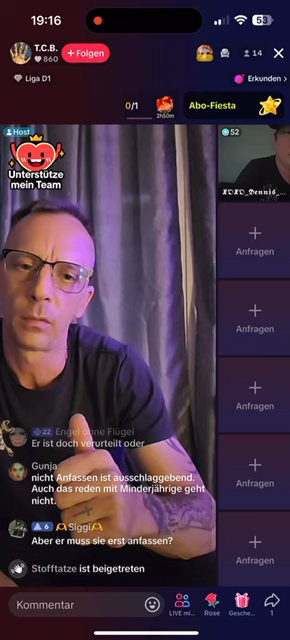 19:16
53
T.C.B.
860
+ Folgen
14
Liga D1
Erkunden >
0/1
2h50m
Abo-Fiesta
Host
52
Unterstütze
mein Team
Anfragen
Anfragen
Anfragen
Anfragen
Anfragen
22 Engel ohne Flügel
Er ist doch verurteilt oder
Gunja
nicht Anfassen ist ausschlaggebend.
Auch das reden mit Minderjährige geht
nicht.
6 Siggi
Aber er muss sie erst anfassen?
Stofftatze ist beigetreten
Kommentar
LIVE mi...
Rose
Gesche...
1